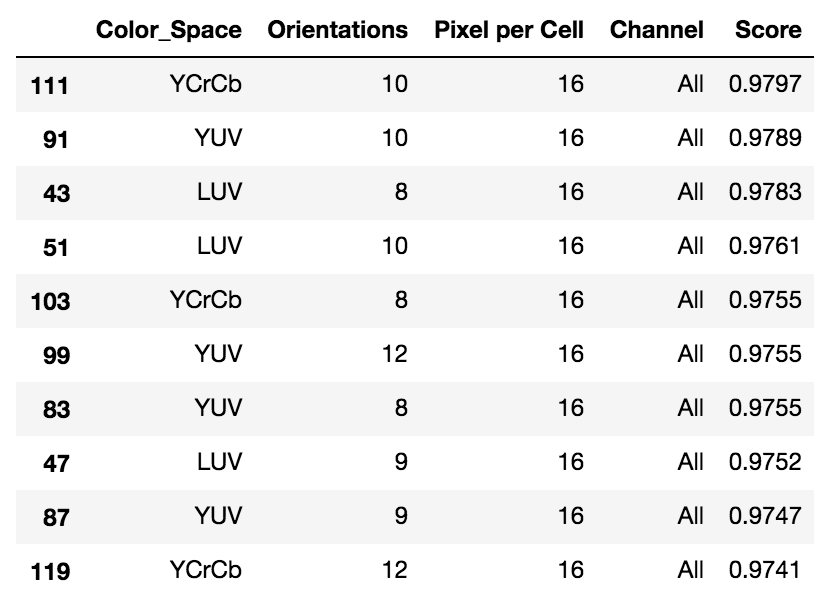 Color_Space Orientations Pixel per Cell Channel Score
111 YCrCb 10 16 All 0.9797
91 YUV 10 16 All 0.9789
43 LUV 8 16 All 0.9783
51 LUV 10 16 All 0.9761
103 YCrCb 8 16 All 0.9755
99 YUV 12 16 All 0.9755
83 YUV 8 16 All 0.9755
47 LUV 9 16 All 0.9752
87 YUV 9 16 All 0.9747
119 YCrCb 12 16 All 0.9741